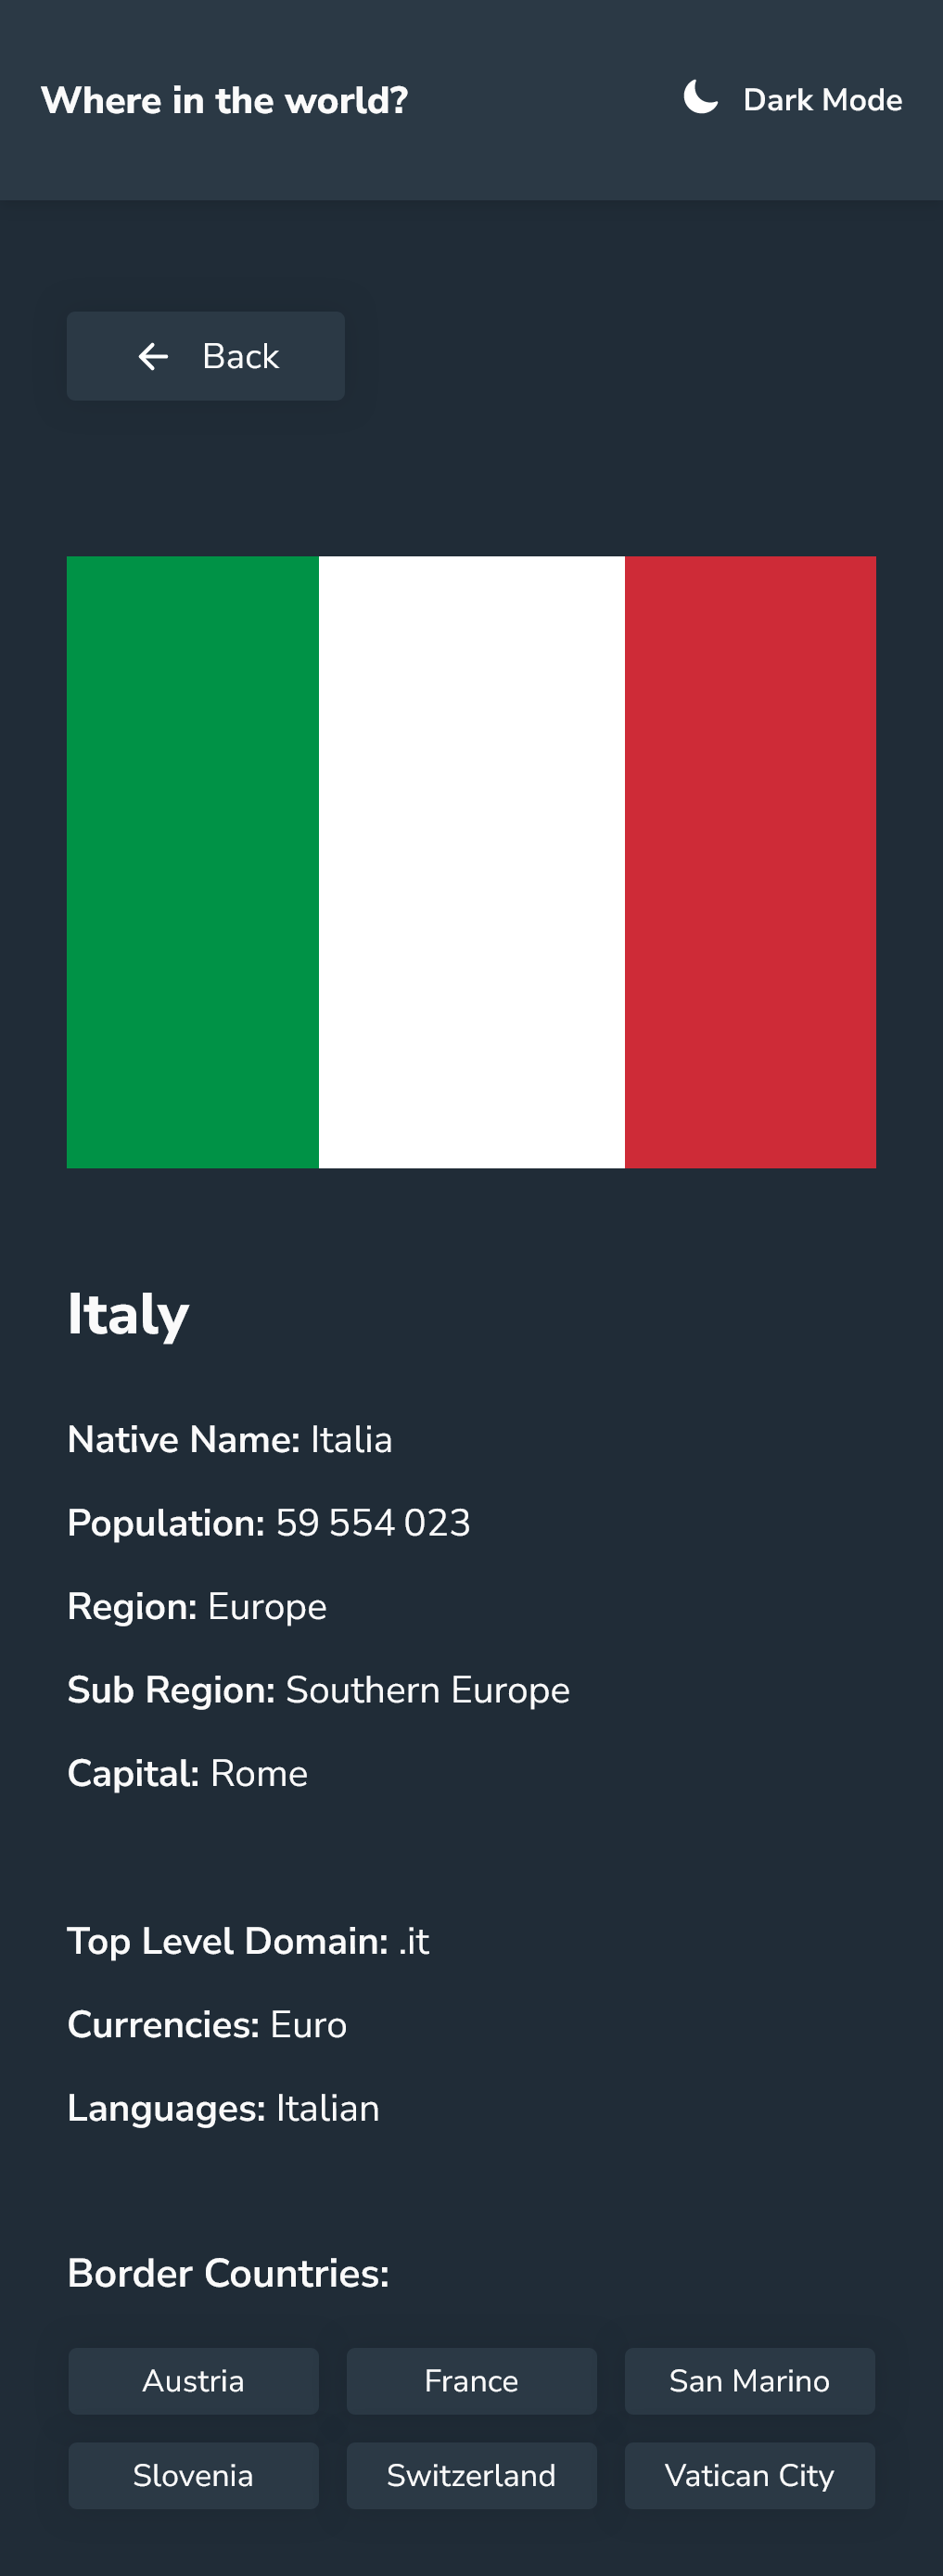 Where in the world?
Dark Mode
Back
Italy
Native Name: Italia
Population: 59 554 023
Region: Europe
Sub Region: Southern Europe
Capital: Rome
Top Level Domain: .it
Currencies: Euro
Languages: Italian
Border Countries:
Austria France San Marino
Slovenia Switzerland Vatican City